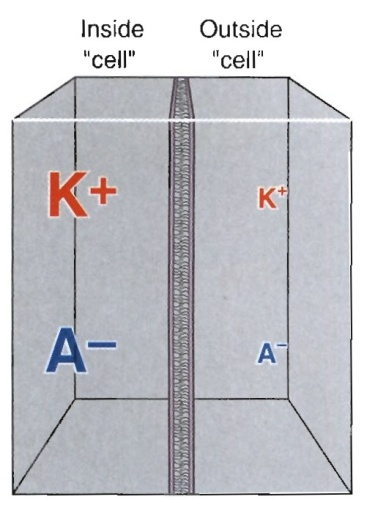 Inside Outside
"cell" "cell"
K+ K+
A− A−